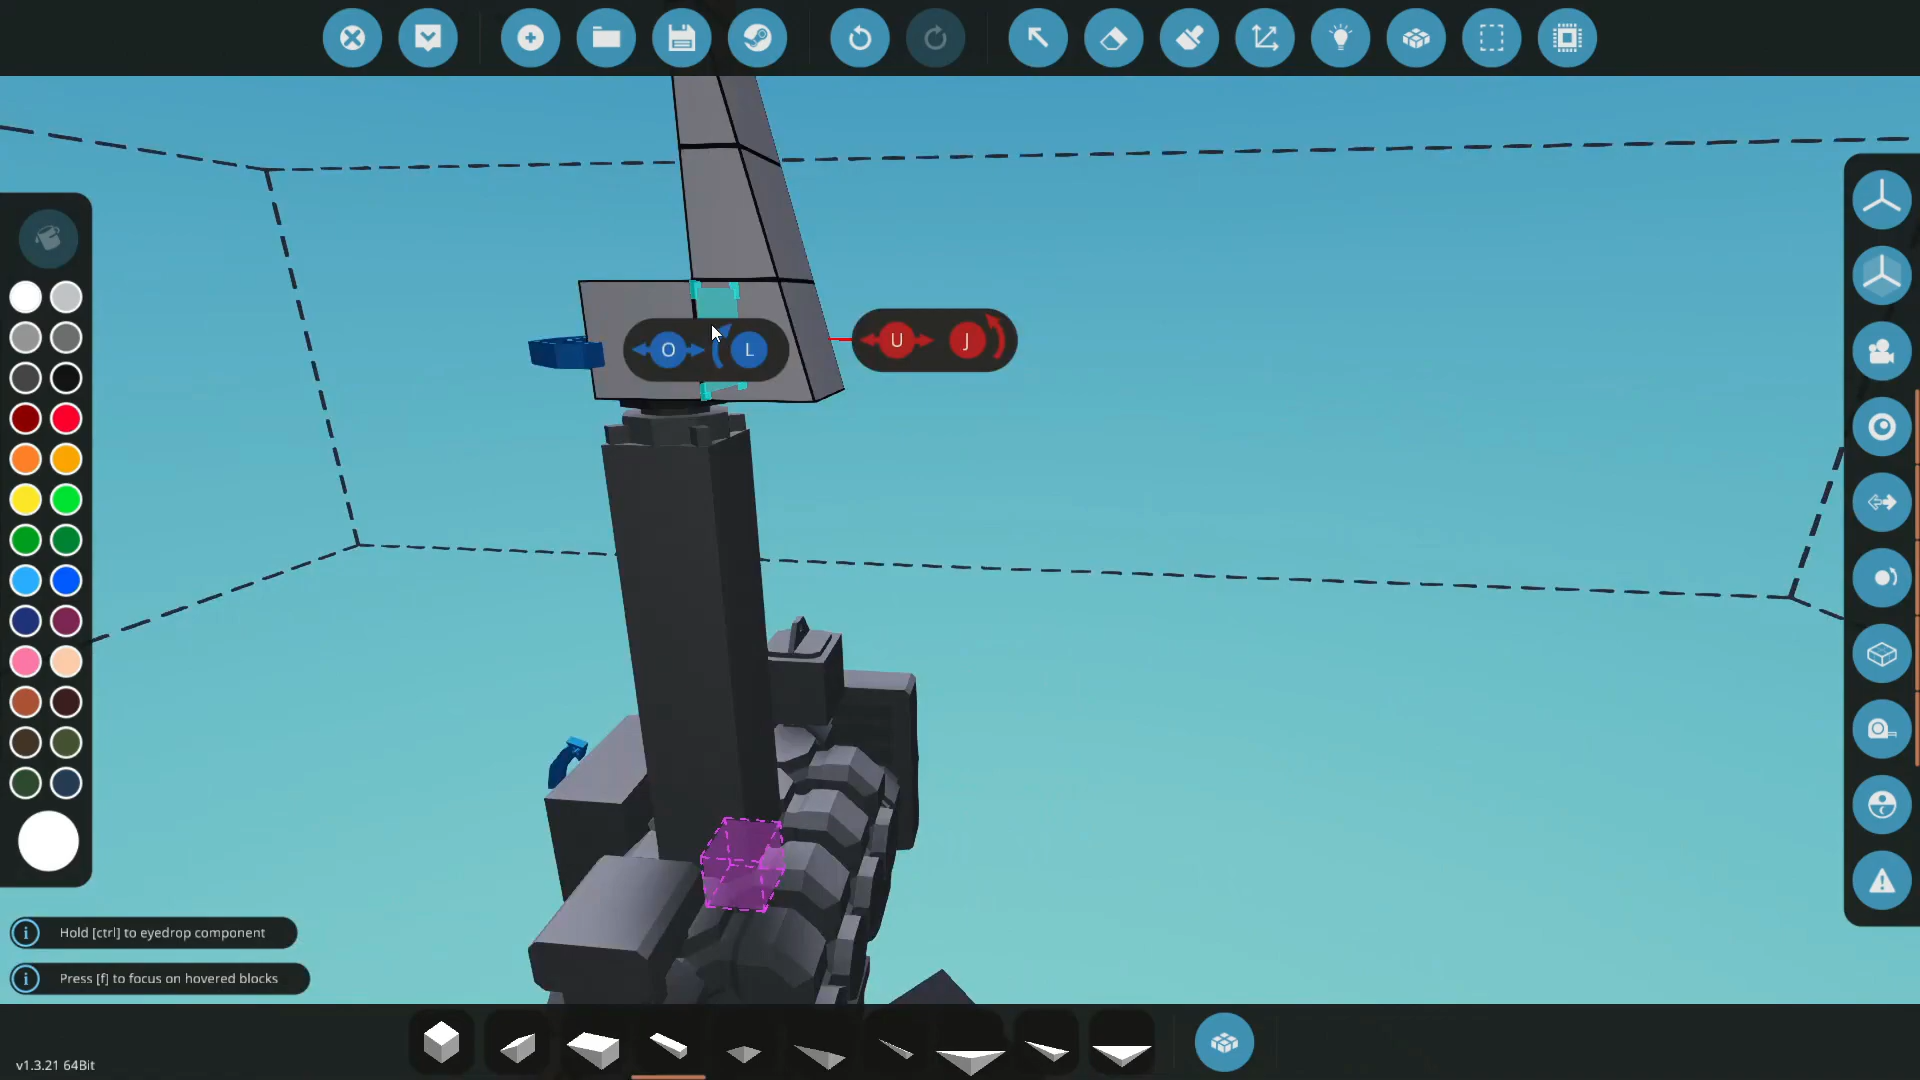 O
L
U
J
Hold [ctrl] to eyedrop component
Press [f] to focus on hovered blocks
v1.3.21 64Bit